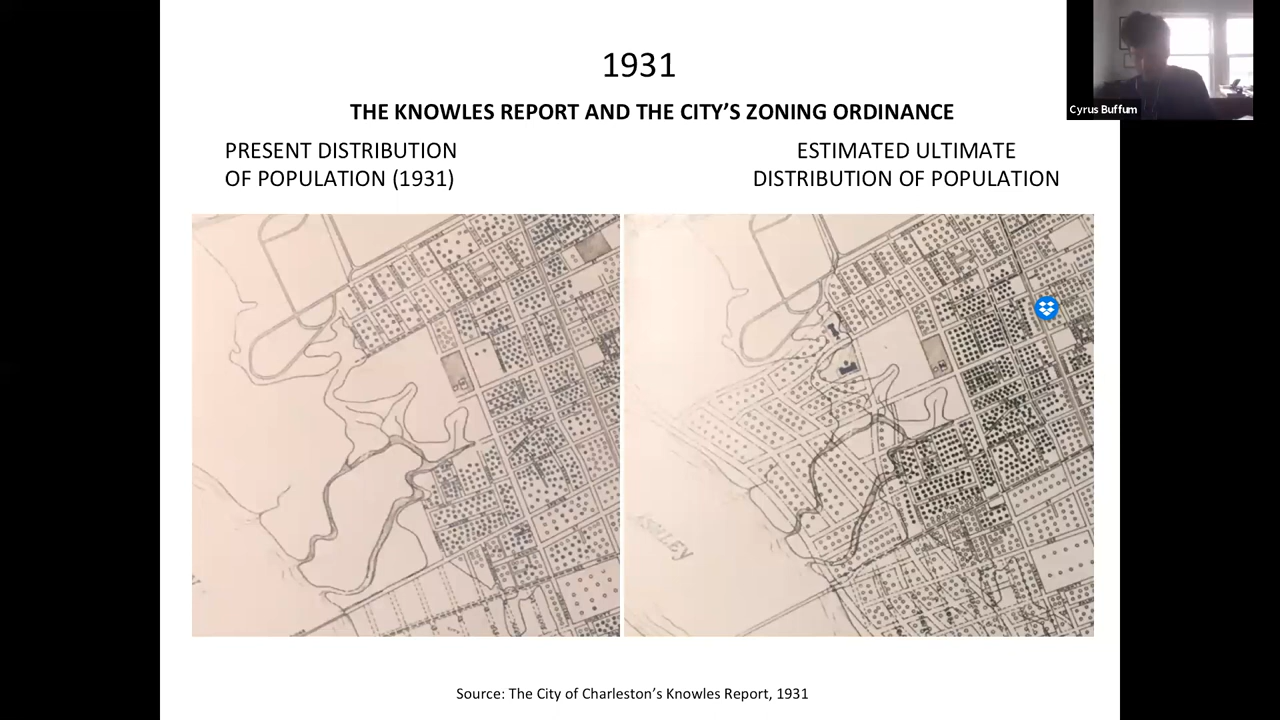 1931
THE KNOWLES REPORT AND THE CITY’S ZONING ORDINANCE
PRESENT DISTRIBUTION
OF POPULATION (1931)
ESTIMATED ULTIMATE
DISTRIBUTION OF POPULATION
ASHLEY
Source: The City of Charleston’s Knowles Report, 1931
Cyrus Buffum